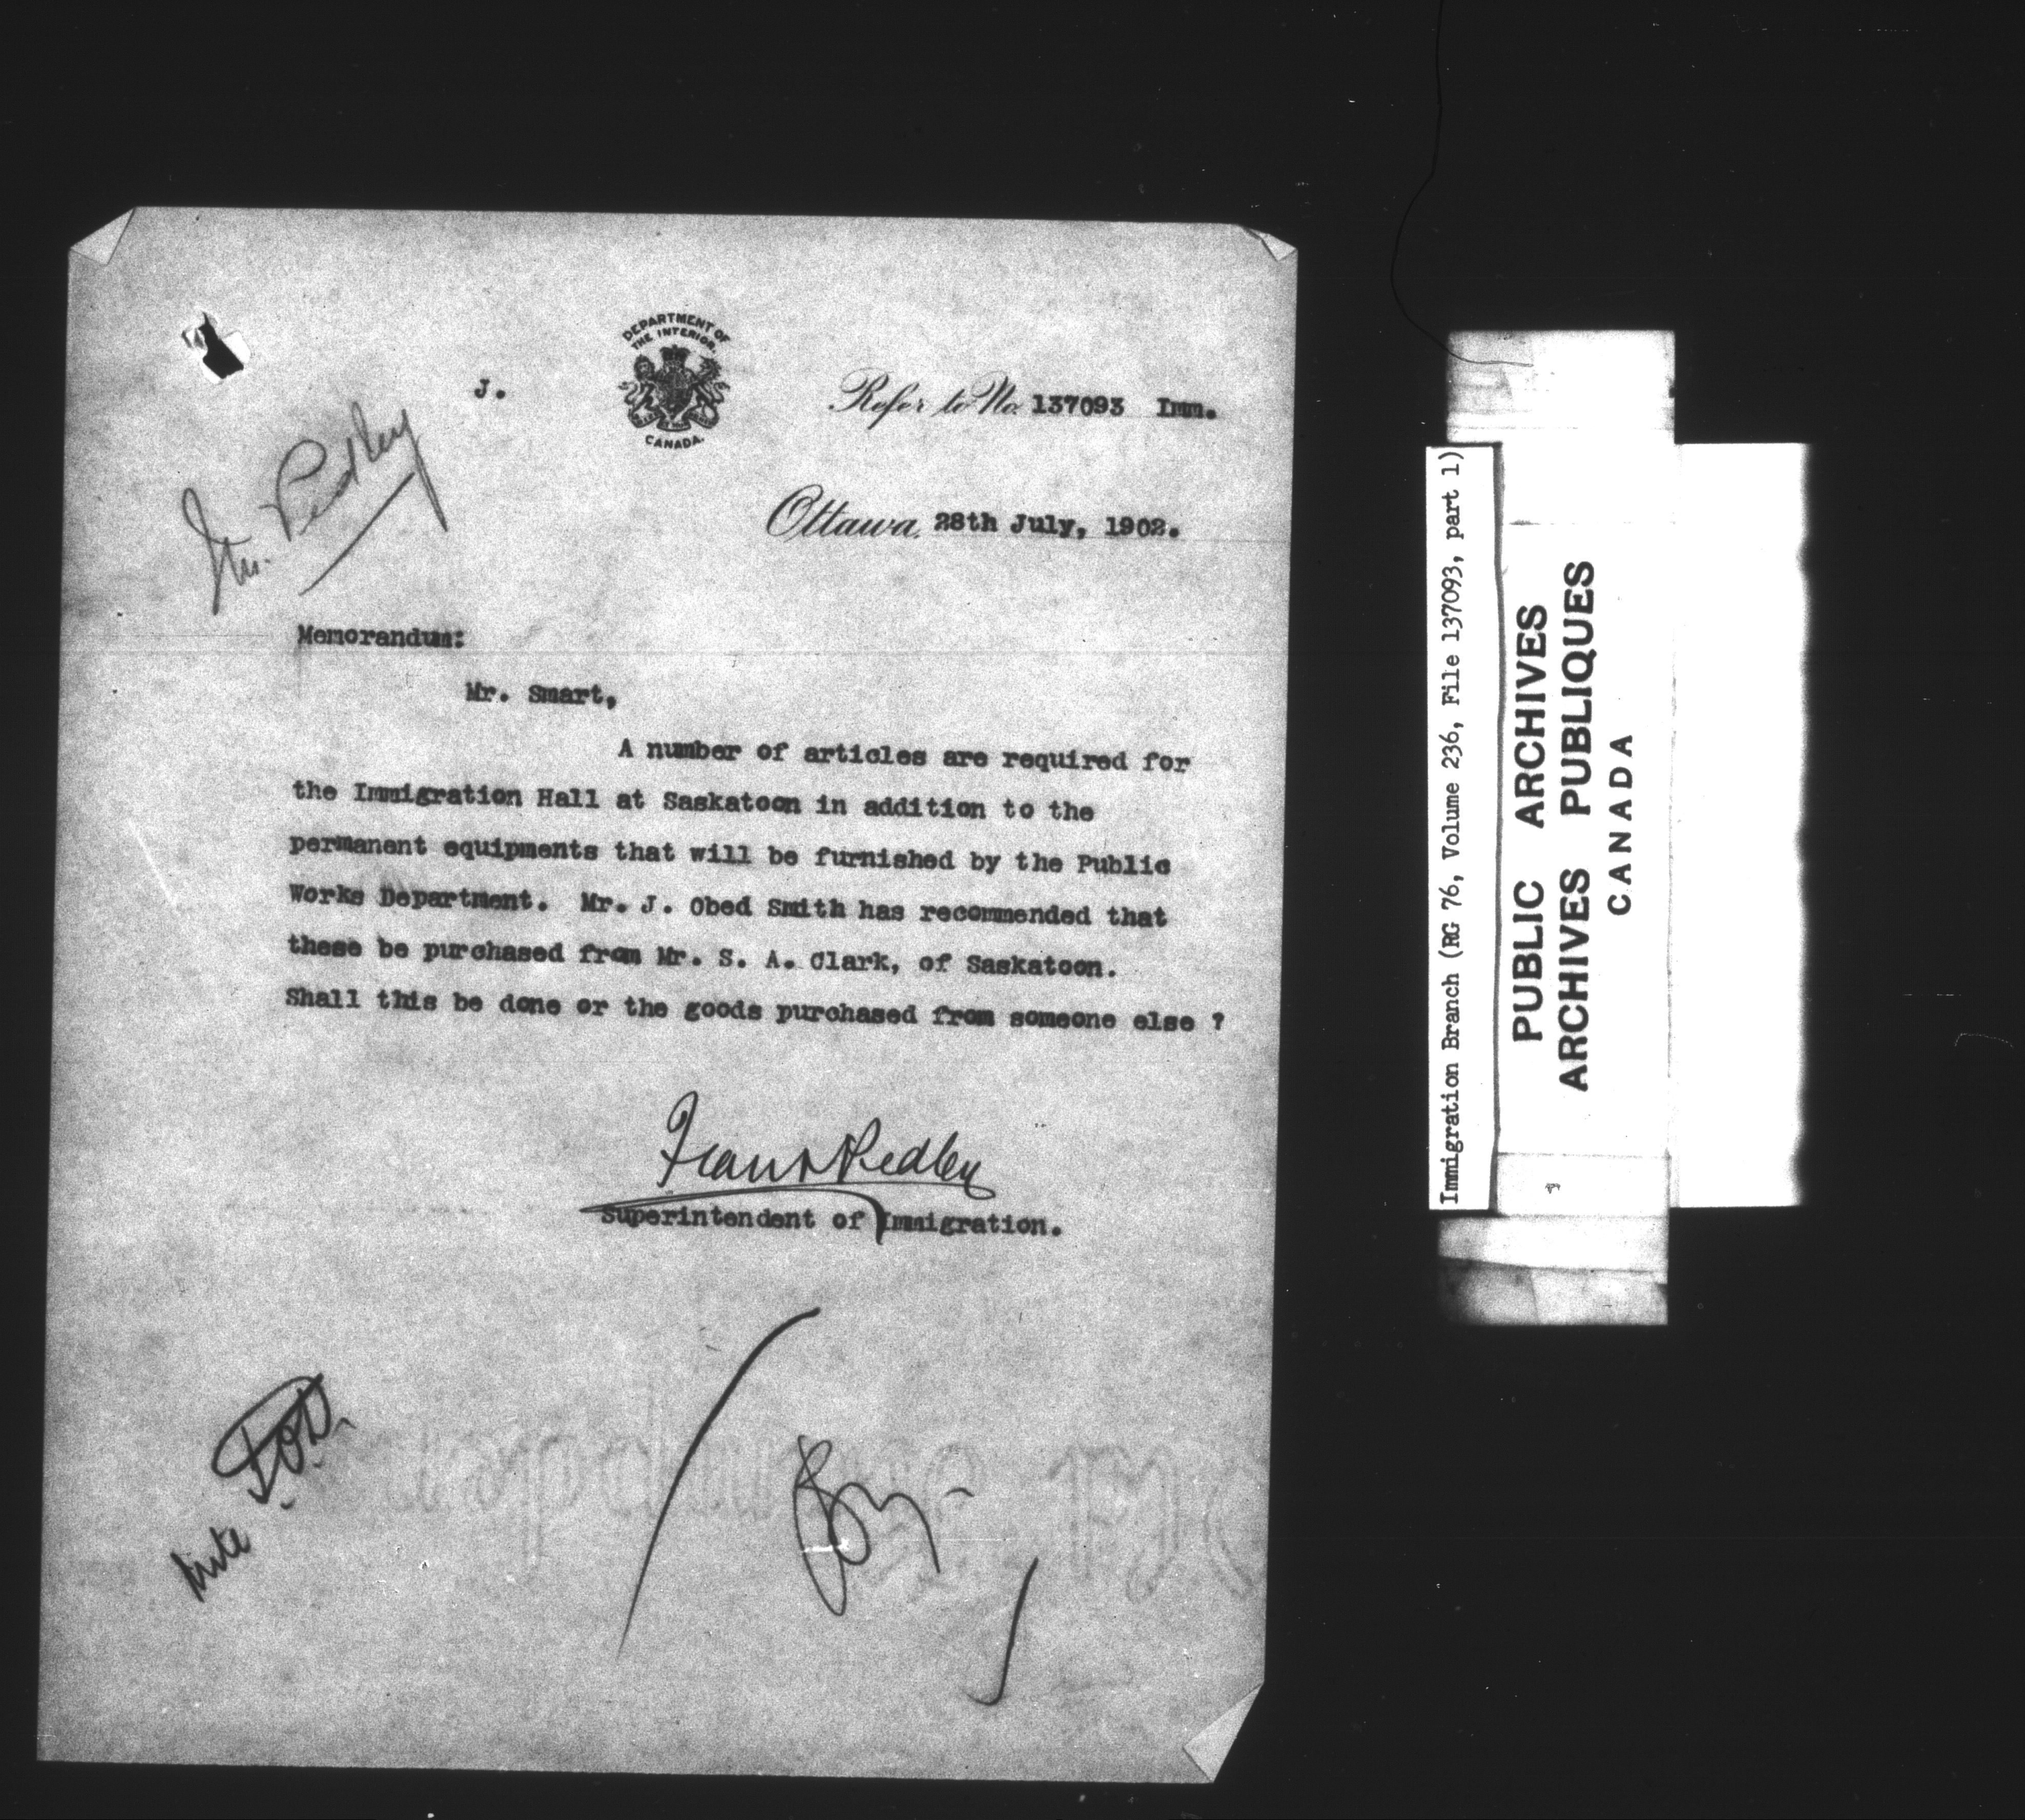 DEPARTMENT OF
THE INTERIOR.
CANADA.
J.
Refer to No. 137093 Imm.
Mr. Pedley
Ottawa, 28th July, 1902.
Memorandum:
Mr. Smart,
A number of articles are required for
the Immigration Hall at Saskatoon in addition to the
permanent equipments that will be furnished by the Public
Works Department. Mr. J. Obed Smith has recommended that
these be purchased from Mr. S. A. Clark, of Saskatoon.
Shall this be done or the goods purchased from someone else ?
Frank Pedley
Superintendent of Immigration.
Immigration Branch (RG 76, Volume 236, File 137093, part 1)
PUBLIC ARCHIVES
ARCHIVES PUBLIQUES
CANADA